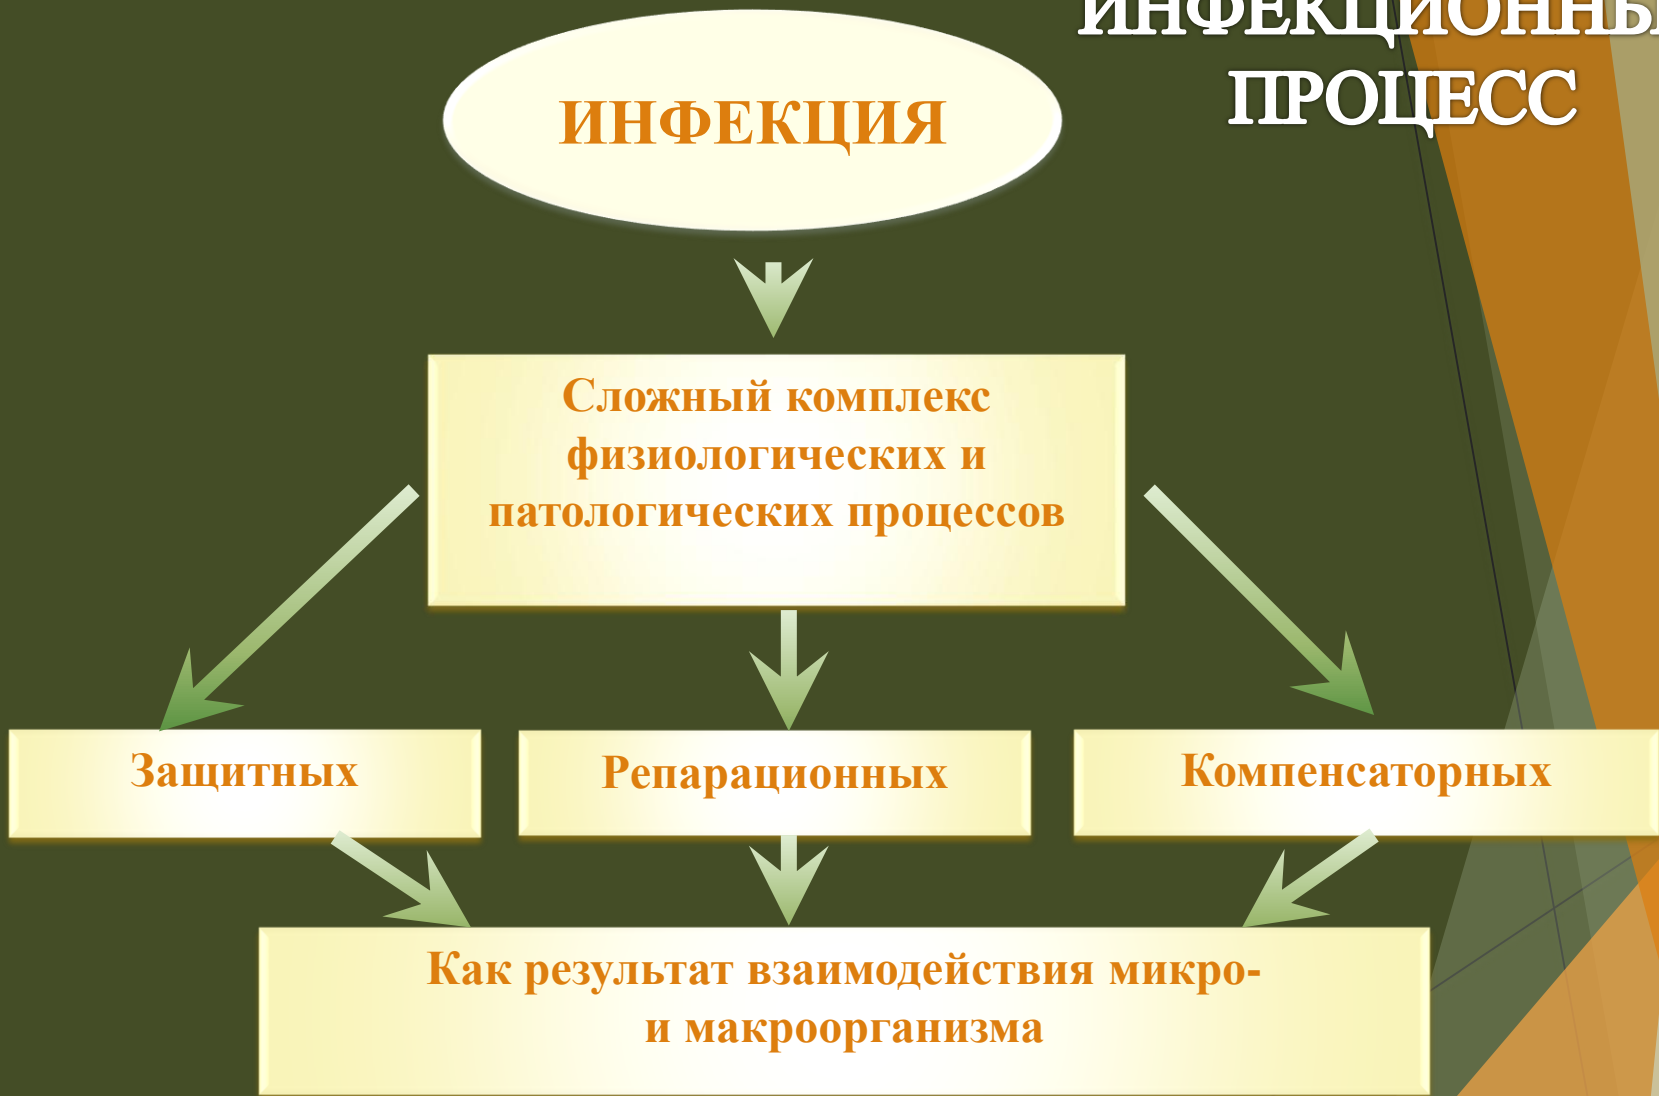 ПРОЦЕСС
ИНФЕКЦИЯ
Сложный комплекс
физиологических и
патологических процессов
Защитных
Репарационных
Компенсаторных
Как результат взаимодействия микро-
и макроорганизма